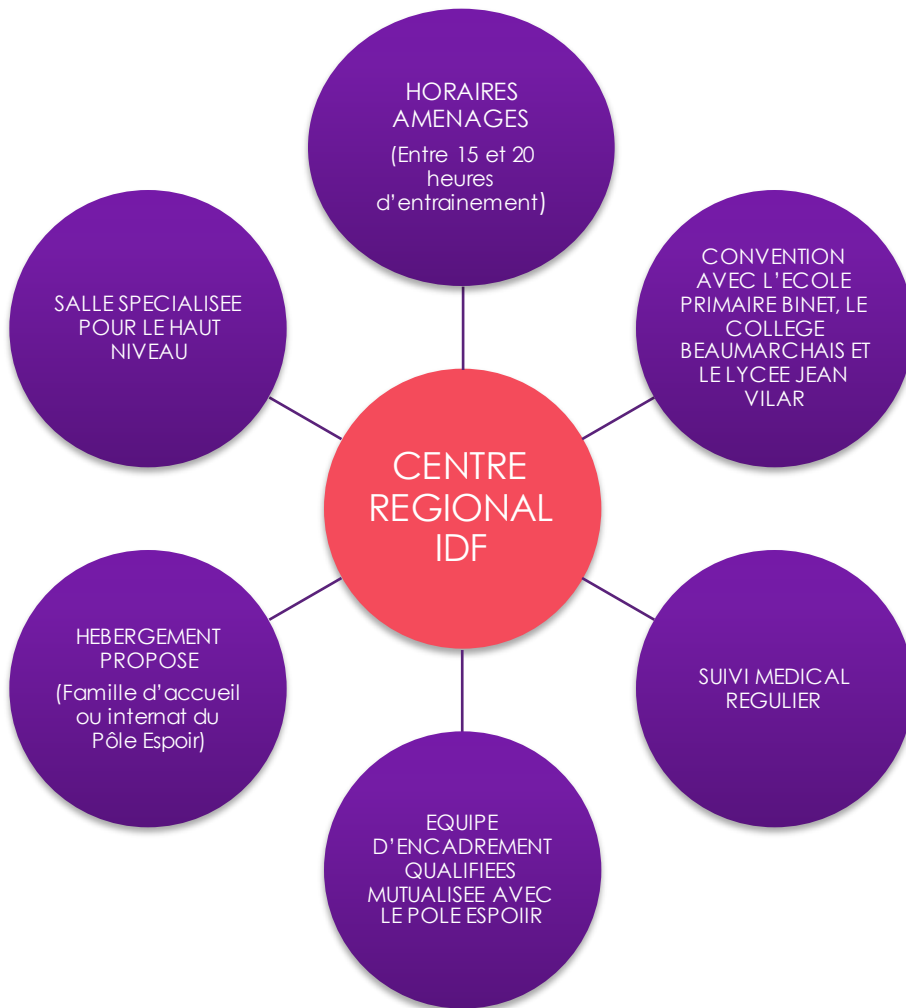 HORAIRES
AMENAGES
(Entre 15 et 20
heures
d'entrainement)
CONVENTION
AVEC L'ECOLE
PRIMAIRE BINET, LE
COLLEGE
BEAUMARCHAIS ET
LE LYCEE JEAN
VILAR
SALLE SPECIALISEE
POUR LE HAUT
NIVEAU
CENTRE
REGIONAL
IDF
HEBERGEMENT
PROPOSE
(Famille d'accueil
ou internat du
Pôle Espoir)
SUIVI MEDICAL
REGULIER
EQUIPE
D'ENCADREMENT
QUALIFIEES
MUTUALISEE AVEC
LE POLE ESPOIIR